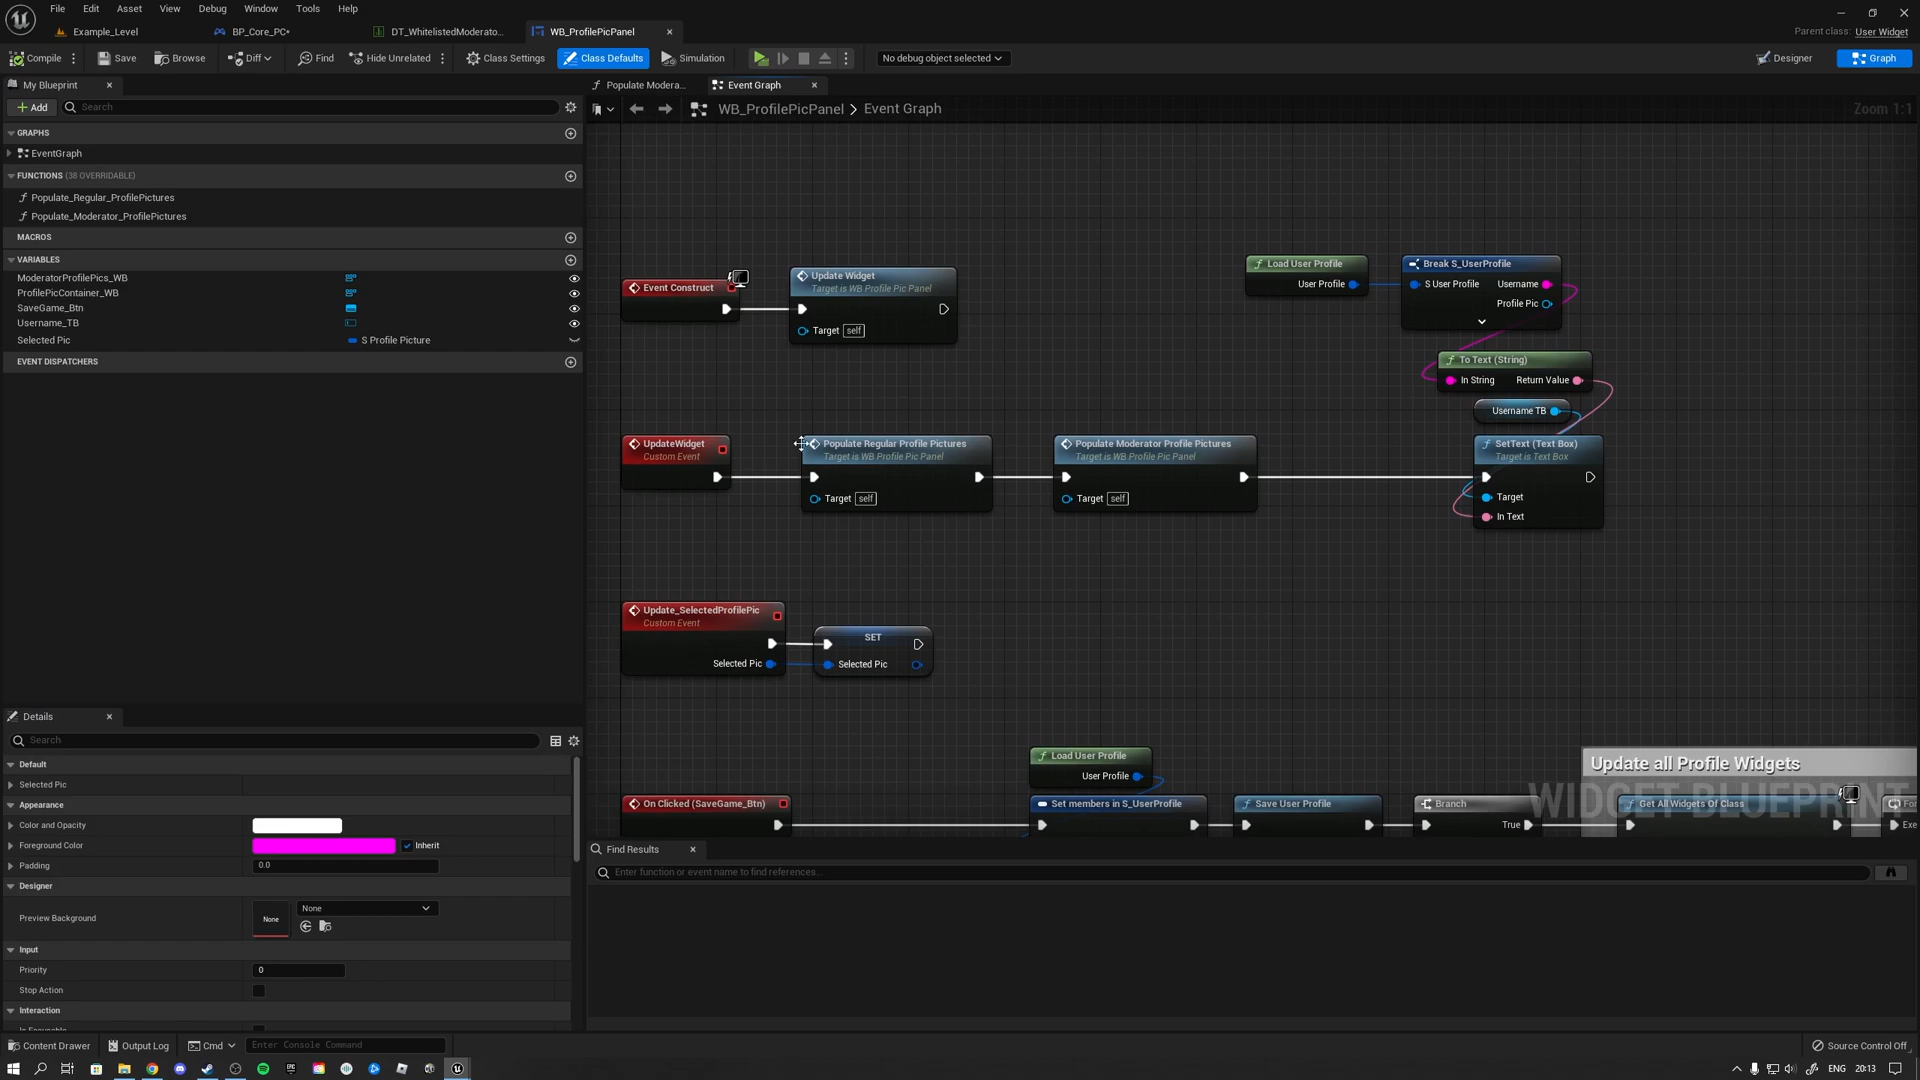 File Edit Asset View Debug Window Tools Help
Example_Level BP_Core_PC* DT_WhitelistedModerato... WB_ProfilePicPanel Parent class: User Widget
Compile Save Browse Diff Find Hide Unrelated Class Settings Class Defaults Simulation No debug object selected Designer Graph
My Blueprint Populate Modera... Event Graph
Add Search WB_ProfilePicPanel > Event Graph Zoom 1:1
GRAPHS
EventGraph
FUNCTIONS (38 OVERRIDABLE)
Populate_Regular_ProfilePictures
Populate_Moderator_ProfilePictures
MACROS
VARIABLES
ModeratorProfilePics_WB
ProfilePicContainer_WB
SaveGame_Btn
Username_TB
Selected Pic S Profile Picture
EVENT DISPATCHERS
Event Construct
Update Widget
Target is WB Profile Pic Panel
Target self
Load User Profile
User Profile
Break S_UserProfile
S User Profile Username
Profile Pic
To Text (String)
In String Return Value
Username TB
UpdateWidget
Custom Event
Populate Regular Profile Pictures
Target is WB Profile Pic Panel
Target self
Populate Moderator Profile Pictures
Target is WB Profile Pic Panel
Target self
SetText (Text Box)
Target is Text Box
Target
In Text
Update_SelectedProfilePic
Custom Event
Selected Pic
SET
Selected Pic
Load User Profile
User Profile
Update all Profile Widgets
WIDGET BLUEPRINT
On Clicked (SaveGame_Btn)
Set members in S_UserProfile
Save User Profile
Branch
True
Get All Widgets Of Class
For
Exe
Details
Search
Default
Selected Pic
Appearance
Color and Opacity
Foreground Color Inherit
Padding 0.0
Designer
Preview Background None None
Input
Priority 0
Stop Action
Interaction
Is Focusable
Find Results
Enter function or event name to find references...
Content Drawer Output Log Cmd Enter Console Command Source Control Off
ENG 20:13